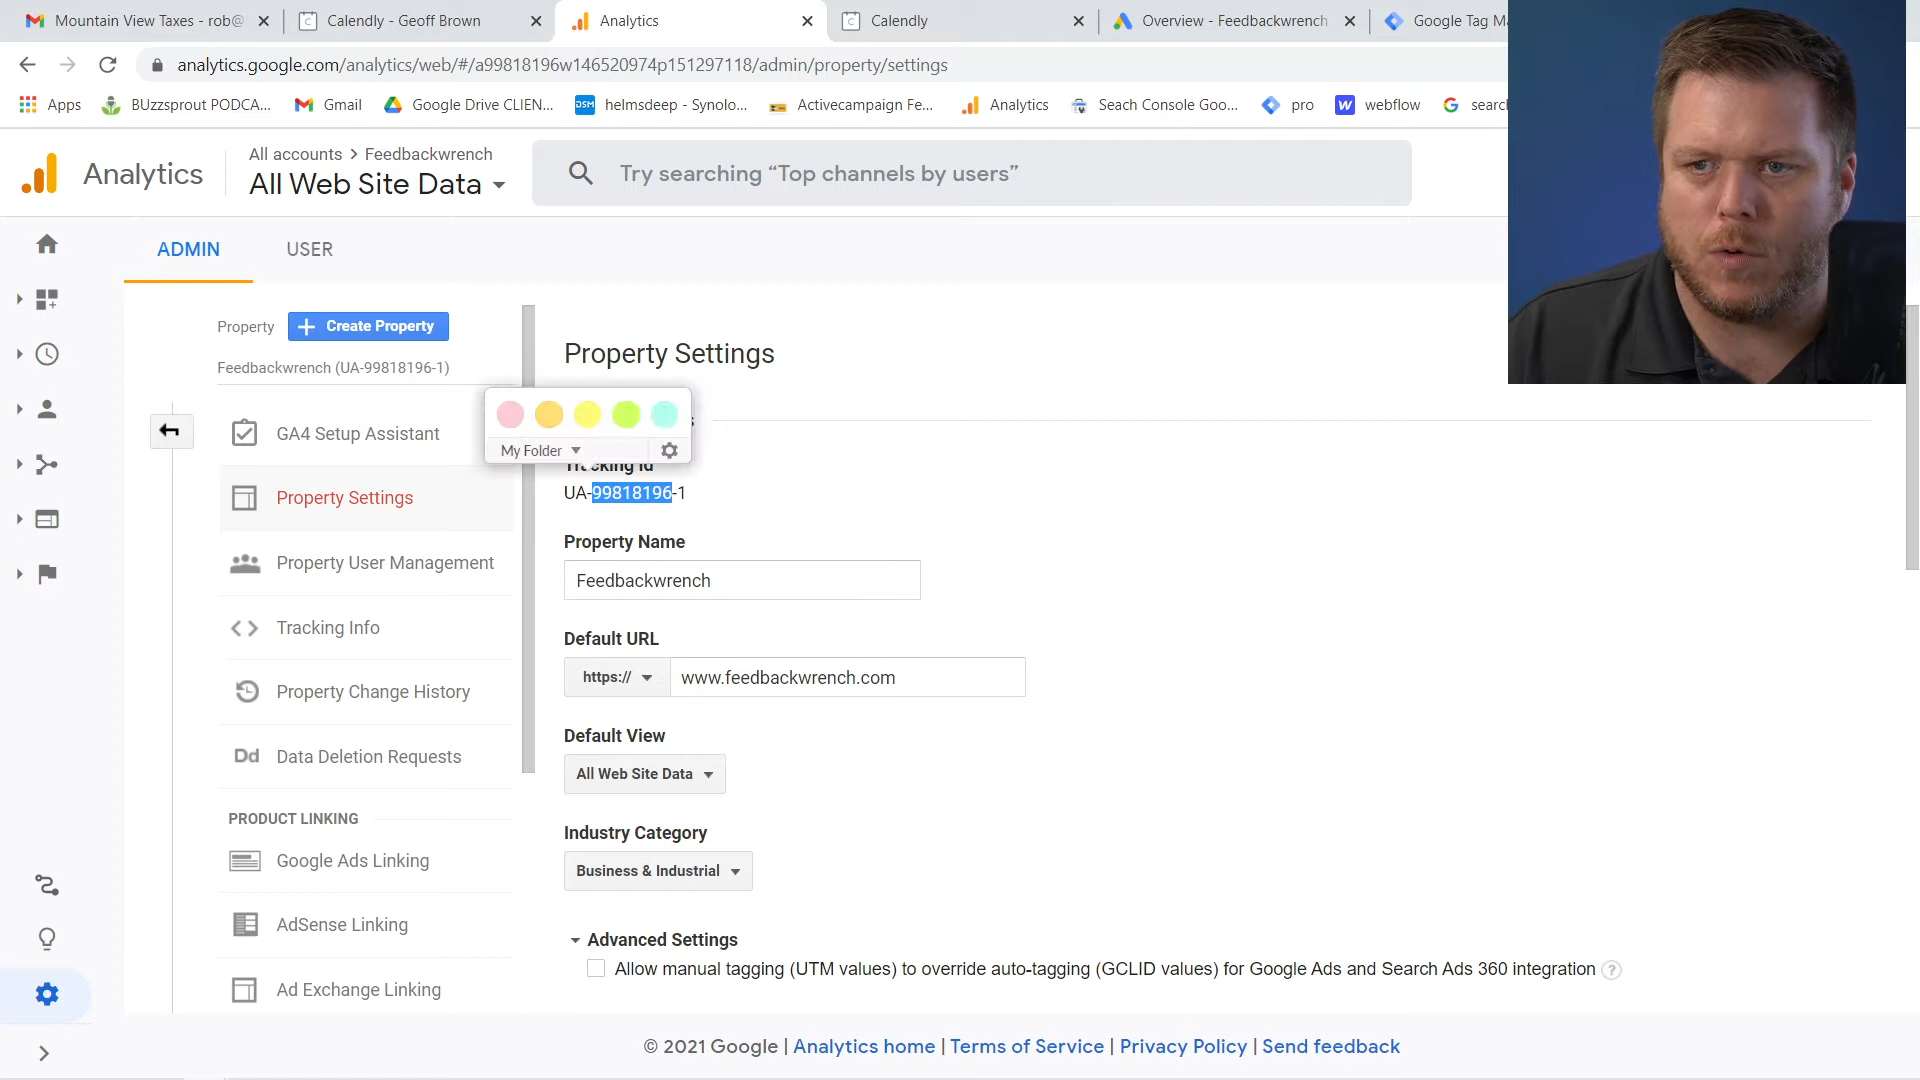 Mountain View Taxes - rob@
Calendly - Geoff Brown
Analytics
Calendly
Overview - Feedbackwrench
Google Tag Ma
analytics.google.com/analytics/web/#/a99818196w146520974p151297118/admin/property/settings
Apps
BUzzsprout PODCA...
Gmail
Google Drive CLIEN...
DSM
helmsdeep - Synolo...
Activecampaign Fe...
Analytics
Seach Console Goo...
pro
webflow
search
Analytics
All accounts > Feedbackwrench
All Web Site Data
Try searching “Top channels by users”
ADMIN
USER
Property
+ Create Property
Feedbackwrench (UA-99818196-1)
GA4 Setup Assistant
Property Settings
Property User Management
Tracking Info
Property Change History
Dd Data Deletion Requests
PRODUCT LINKING
Google Ads Linking
AdSense Linking
Ad Exchange Linking
Property Settings
My Folder
Tracking Id
UA-99818196-1
Property Name
Feedbackwrench
Default URL
https://
www.feedbackwrench.com
Default View
All Web Site Data
Industry Category
Business & Industrial
Advanced Settings
Allow manual tagging (UTM values) to override auto-tagging (GCLID values) for Google Ads and Search Ads 360 integration ?
© 2021 Google | Analytics home | Terms of Service | Privacy Policy | Send feedback